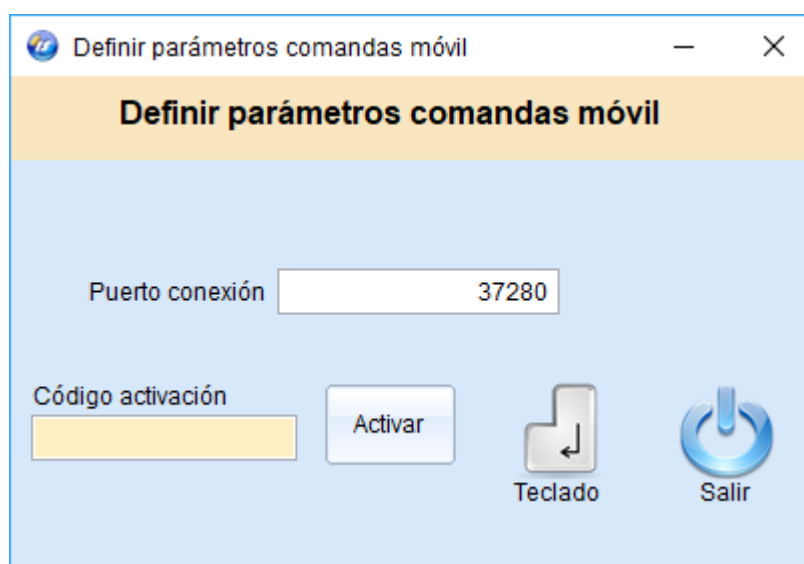 Definir parámetros comandas móvil
Definir parámetros comandas móvil
Puerto conexión 37280
Código activación
Activar
Teclado
Salir